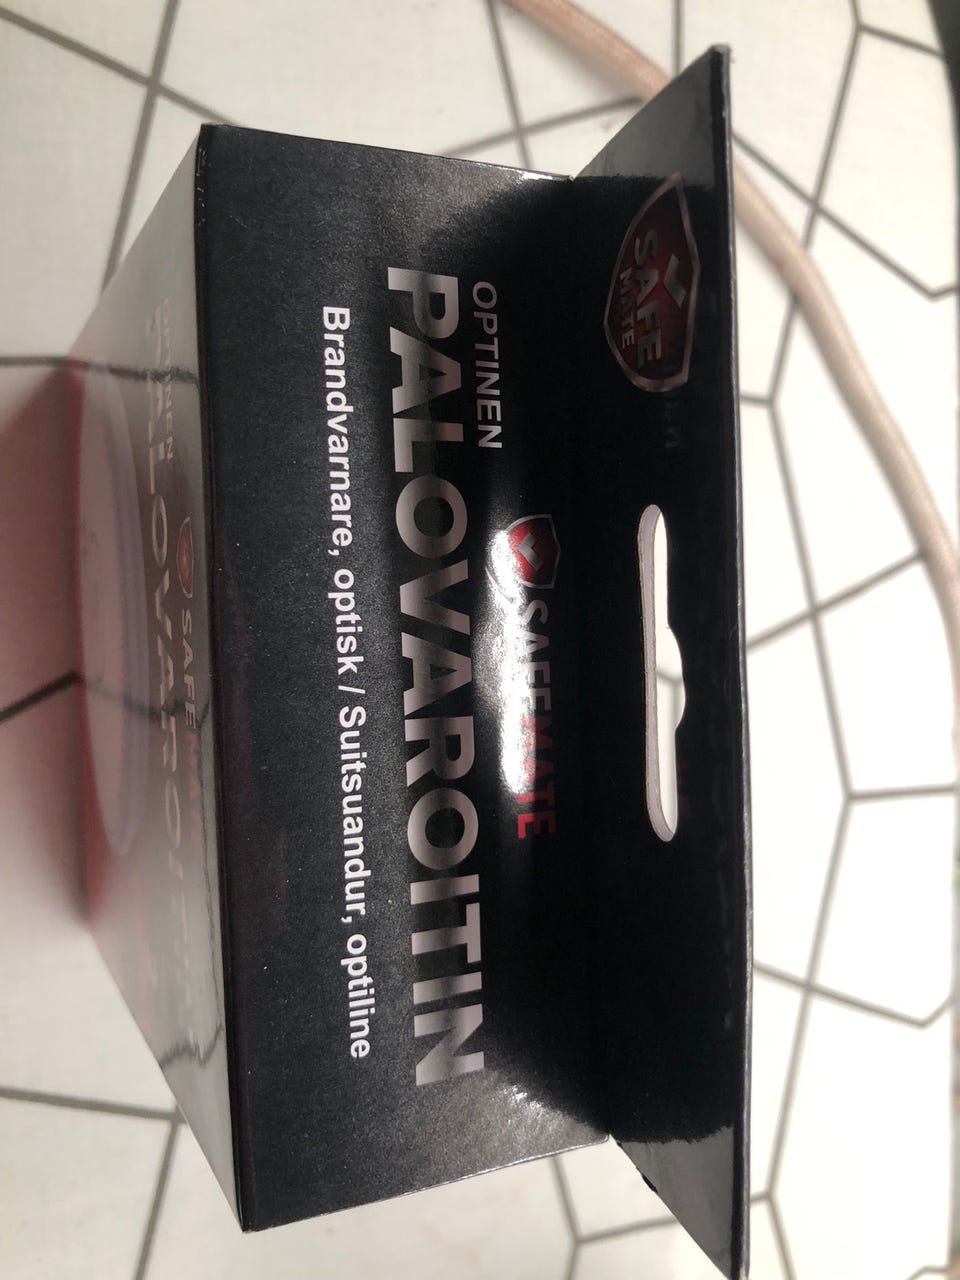 SAFE
MATE
SAFEMATE
OPTINEN
PALOVAROITIN
Brandvarnare, optisk / Suitsuandur, optiline